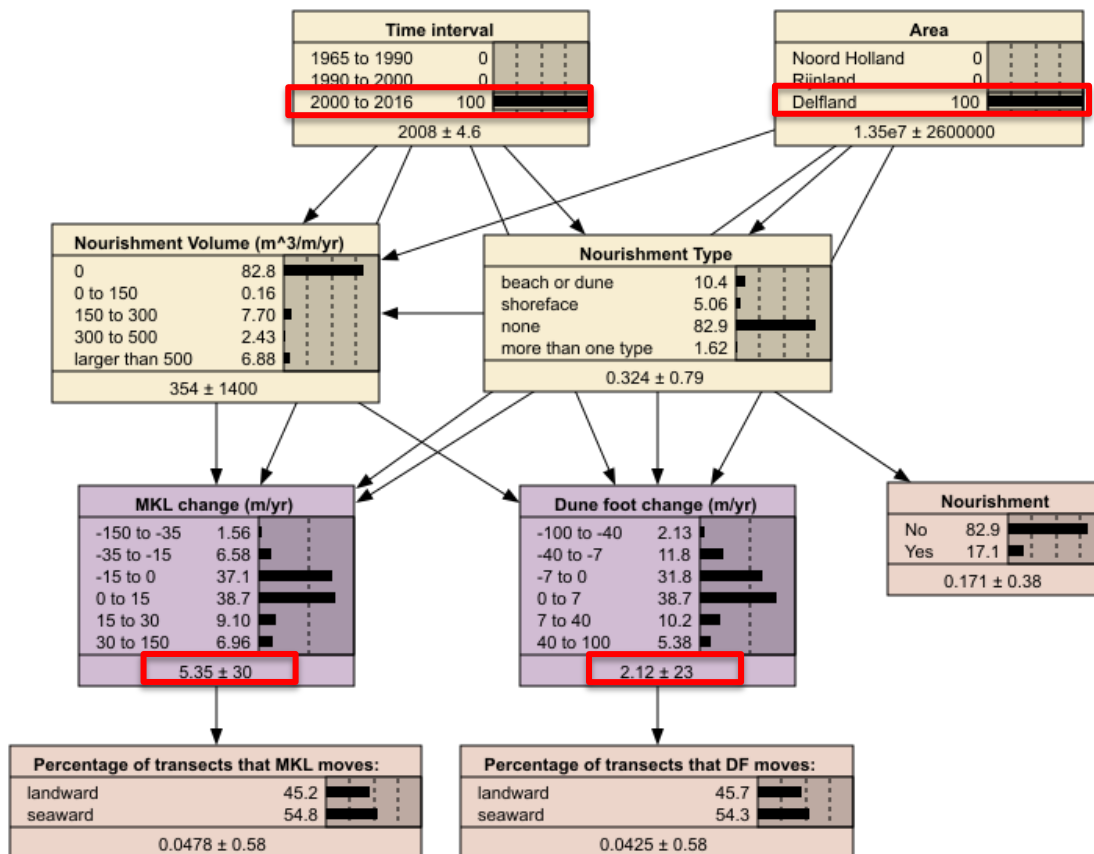 Time interval
1965 to 1990 0
1990 to 2000 0
2000 to 2016 100
2008 ± 4.6
Area
Noord Holland 0
Rijnland 0
Delfland 100
1.35e7 ± 2600000
Nourishment Volume (m^3/m/yr)
0 82.8
0 to 150 0.16
150 to 300 7.70
300 to 500 2.43
larger than 500 6.88
354 ± 1400
Nourishment Type
beach or dune 10.4
shoreface 5.06
none 82.9
more than one type 1.62
0.324 ± 0.79
MKL change (m/yr)
-150 to -35 1.56
-35 to -15 6.58
-15 to 0 37.1
0 to 15 38.7
15 to 30 9.10
30 to 150 6.96
5.35 ± 30
Dune foot change (m/yr)
-100 to -40 2.13
-40 to -7 11.8
-7 to 0 31.8
0 to 7 38.7
7 to 40 10.2
40 to 100 5.38
2.12 ± 23
Nourishment
No 82.9
Yes 17.1
0.171 ± 0.38
Percentage of transects that MKL moves:
landward 45.2
seaward 54.8
0.0478 ± 0.58
Percentage of transects that DF moves:
landward 45.7
seaward 54.3
0.0425 ± 0.58